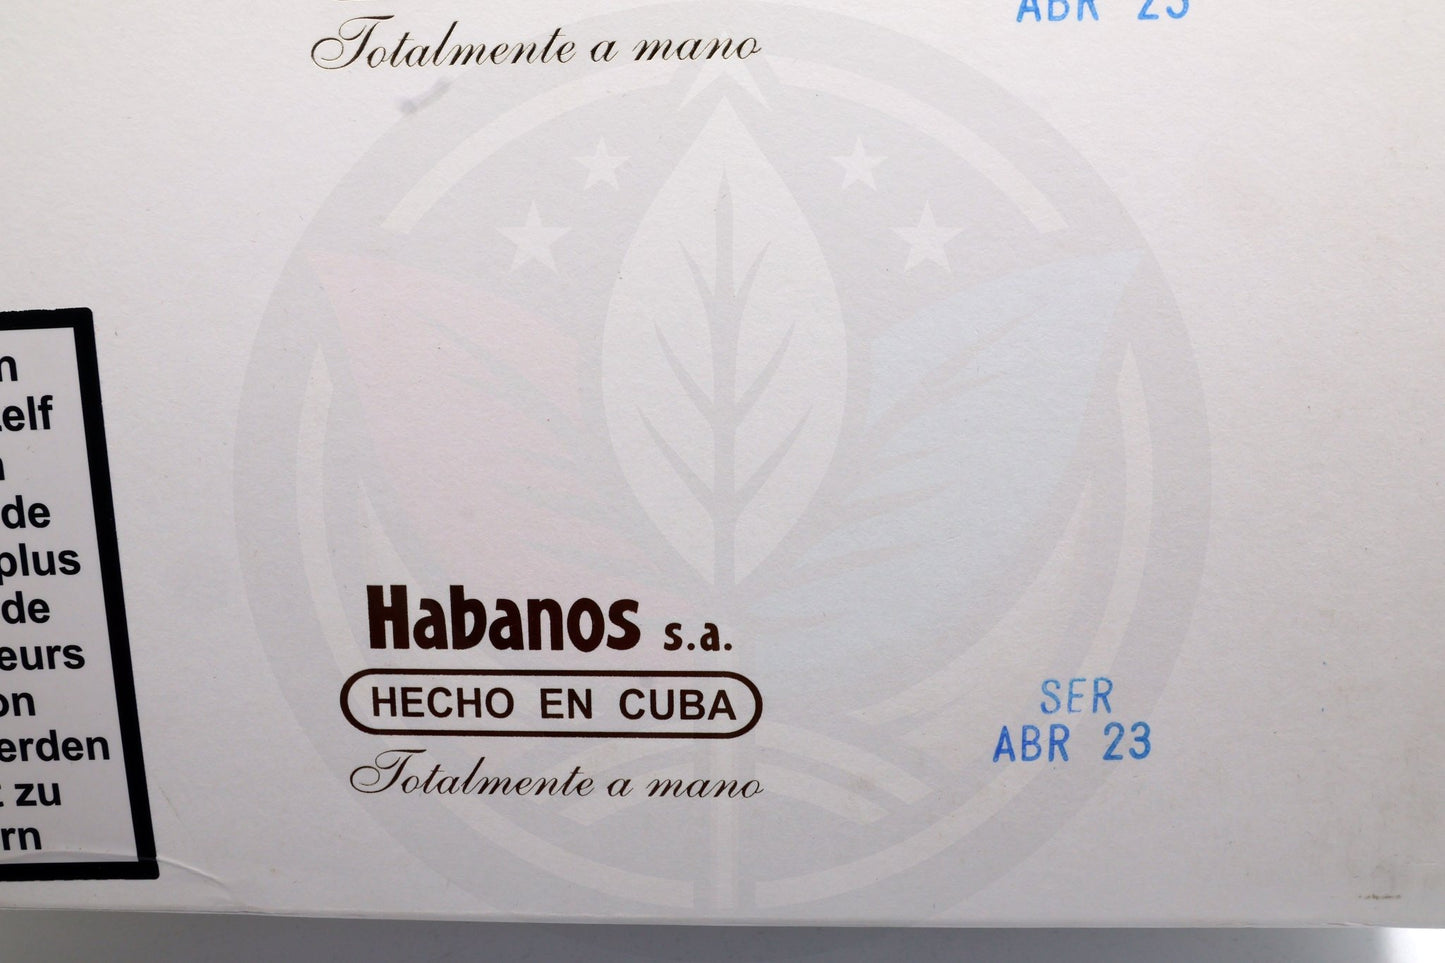 ABR 23
Totalmente a mano
n
elf
de
plus
de
eurs
on
erden
t zu
rn
Habanos s.a.
HECHO EN CUBA
Totalmente a mano
SER
ABR 23